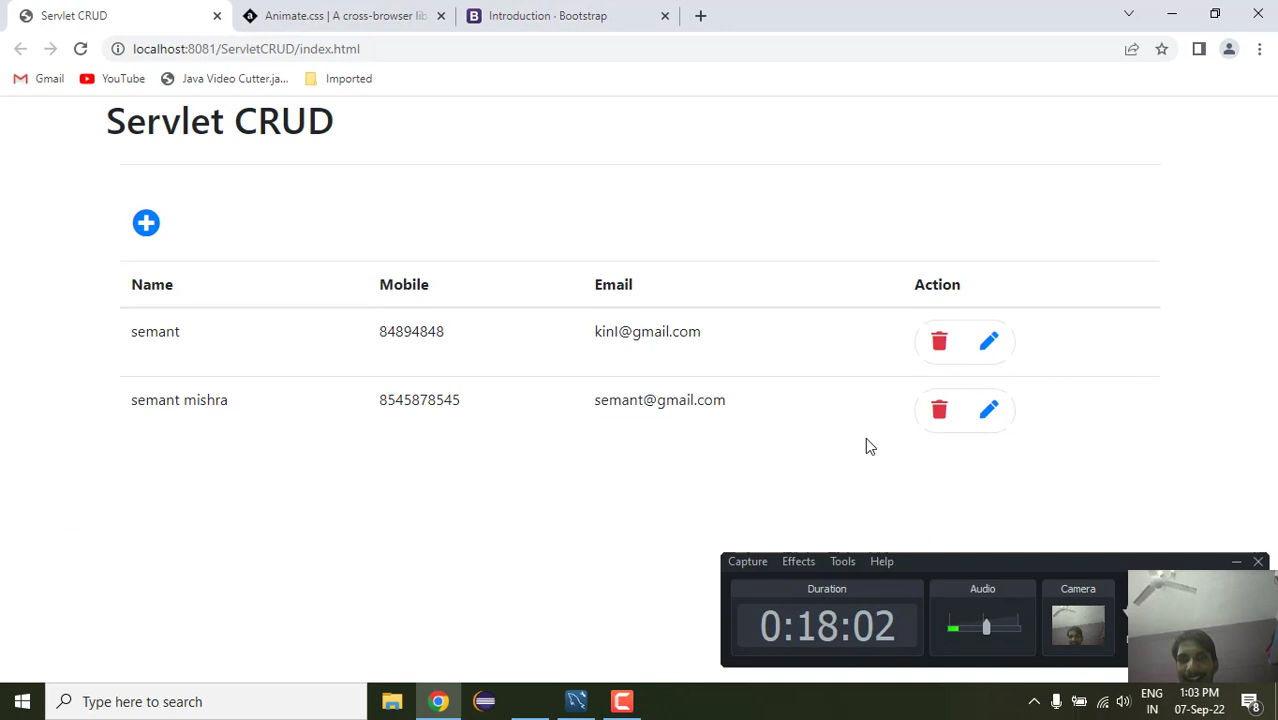 Servlet CRUD
Animate.css | A cross-browser lib
Introduction · Bootstrap
localhost:8081/ServletCRUD/index.html
Gmail
YouTube
Java Video Cutter.ja...
Imported
Servlet CRUD
Name Mobile Email Action
semant 84894848 kinl@gmail.com
semant mishra 8545878545 semant@gmail.com
Capture Effects Tools Help
Duration Audio Camera
0:18:02
Type here to search
ENG 1:03 PM
IN 07-Sep-22 8